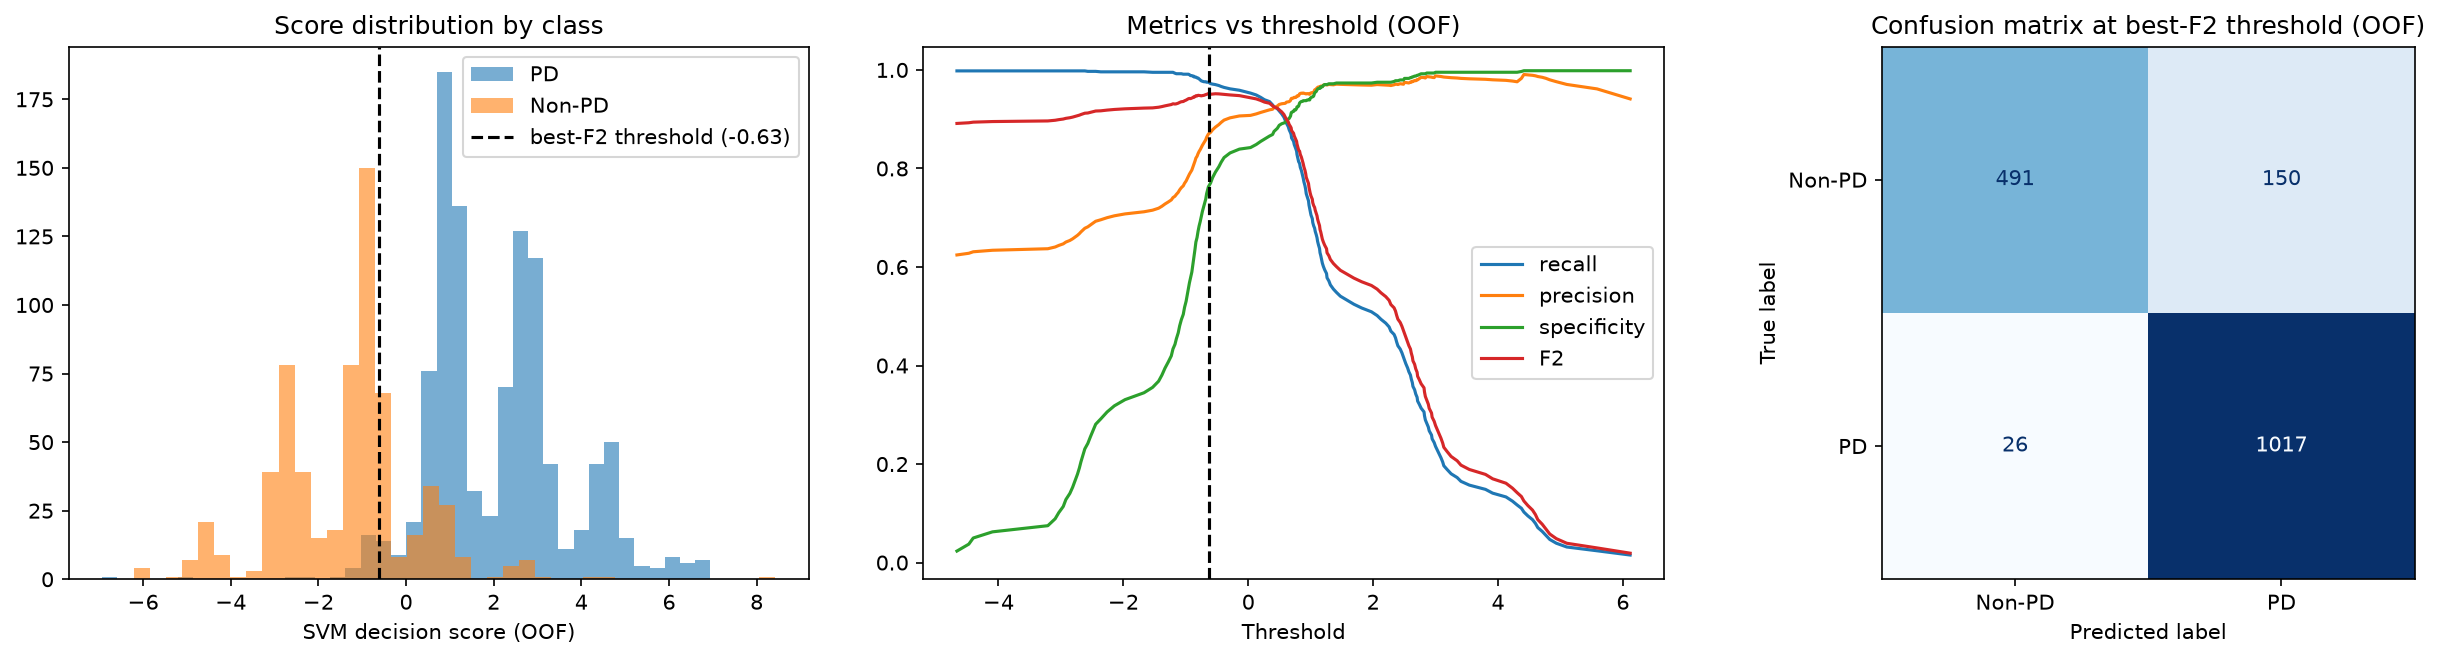 Score distribution by class
175
150
125
100
75
50
25
0
−6 −4 −2 0 2 4 6 8
SVM decision score (OOF)
PD
Non-PD
best-F2 threshold (-0.63)
Metrics vs threshold (OOF)
1.0
0.8
0.6
0.4
0.2
0.0
−4 −2 0 2 4 6
Threshold
recall
precision
specificity
F2
Confusion matrix at best-F2 threshold (OOF)
True label
Non-PD
491 150
PD
26 1017
Non-PD PD
Predicted label